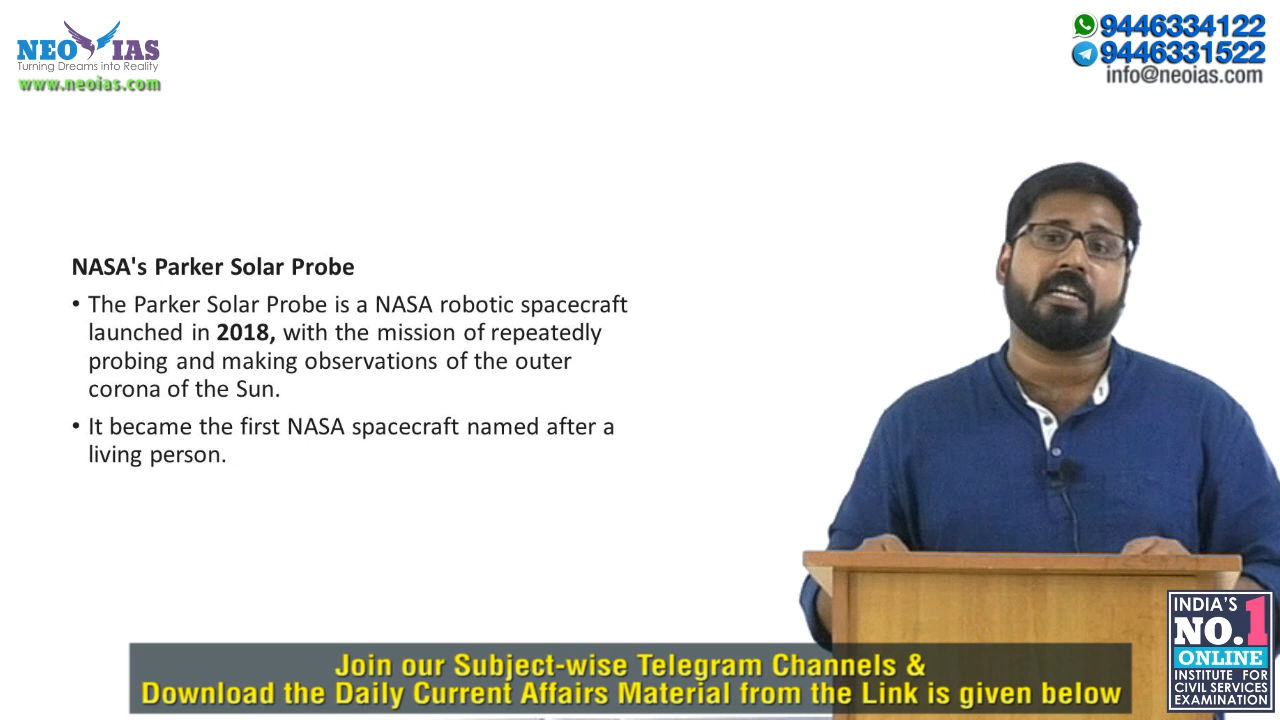 NEO IAS
Turning Dreams into Reality
www.neoias.com
9446334122
9446331522
info@neoias.com
NASA's Parker Solar Probe
• The Parker Solar Probe is a NASA robotic spacecraft
launched in 2018, with the mission of repeatedly
probing and making observations of the outer
corona of the Sun.
• It became the first NASA spacecraft named after a
living person.
Join our Subject-wise Telegram Channels &
Download the Daily Current Affairs Material from the Link is given below
INDIA'S
NO.1
ONLINE
INSTITUTE FOR
CIVIL SERVICES
EXAMINATION